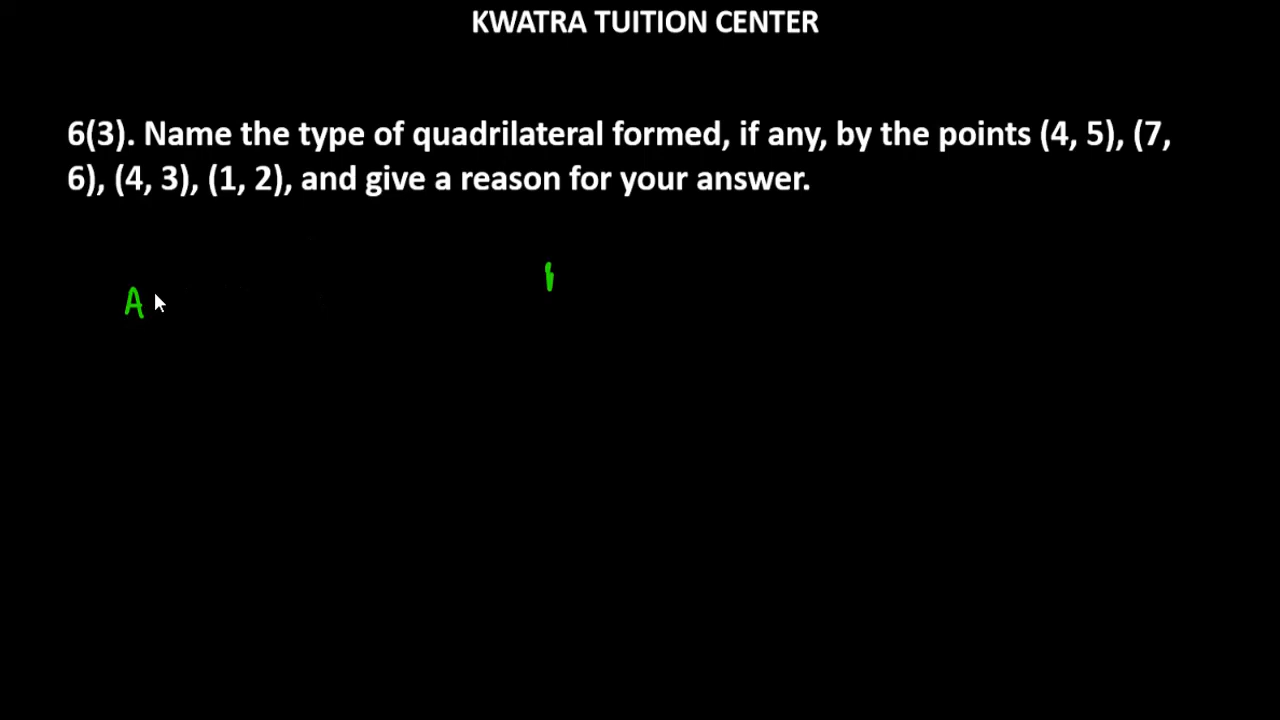 KWATRA TUITION CENTER
6(3). Name the type of quadrilateral formed, if any, by the points (4, 5), (7,
6), (4, 3), (1, 2), and give a reason for your answer.
A